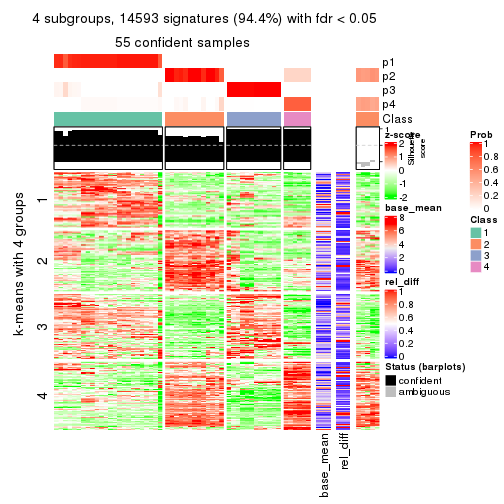 4 subgroups, 14593 signatures (94.4%) with fdr < 0.05
55 confident samples
p1
p2
p3
p4
Class
1
Silhouette
score
k-means with 4 groups
1
2
3
4
base_mean
rel_diff
z-score
2
1
0
-1
-2
base_mean
8
6
4
2
0
rel_diff
1
0.8
0.6
0.4
0.2
0
Status (barplots)
confident
ambiguous
Prob
1
0.8
0.6
0.4
0.2
0
Class
1
2
3
4